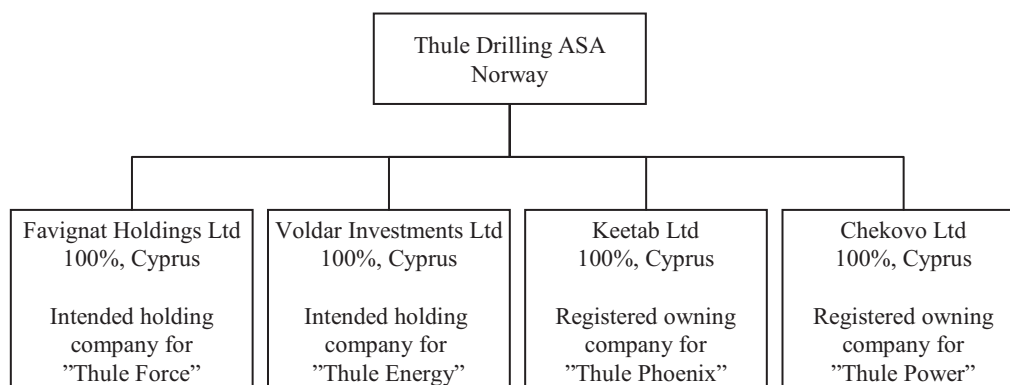 Thule Drilling ASA
Norway
Favignat Holdings Ltd
100%, Cyprus
Intended holding
company for
”Thule Force”
Voldar Investments Ltd
100%, Cyprus
Intended holding
company for
”Thule Energy”
Keetab Ltd
100%, Cyprus
Registered owning
company for
”Thule Phoenix”
Chekovo Ltd
100%, Cyprus
Registered owning
company for
”Thule Power”